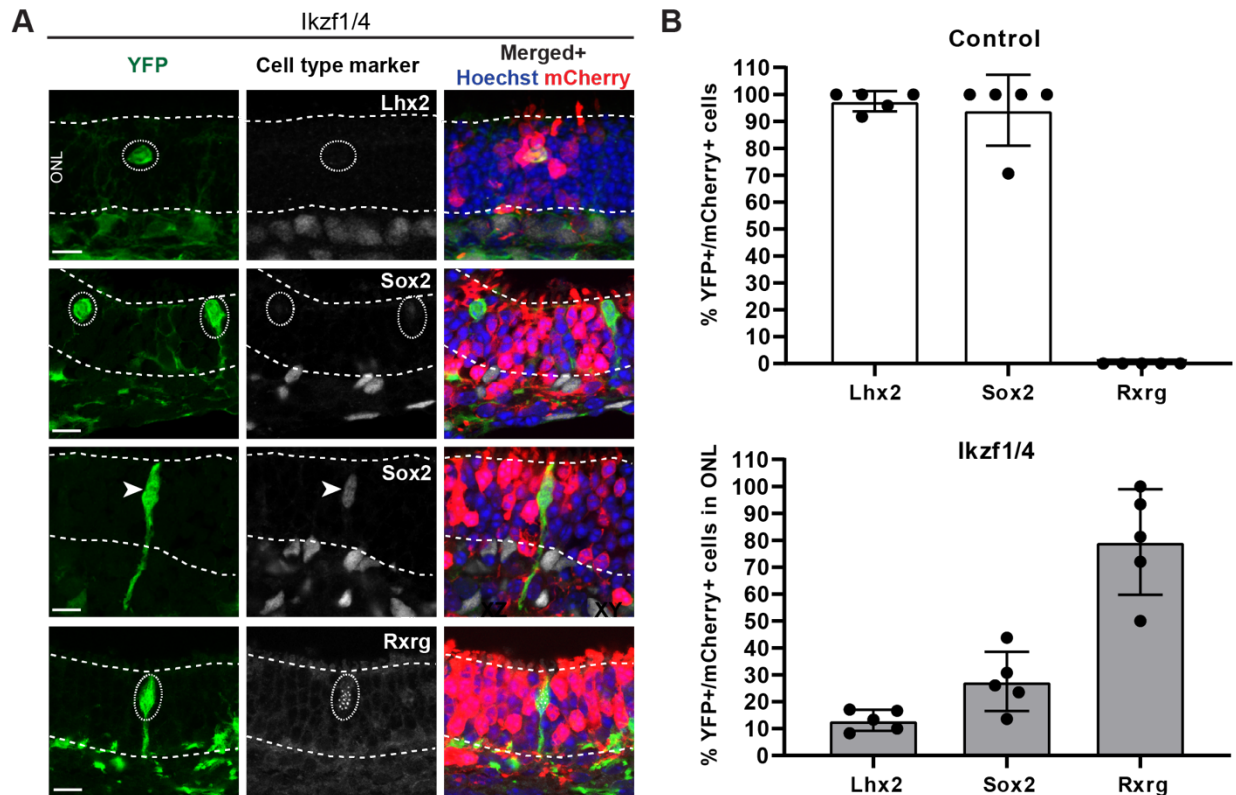 A
Ikzf1/4
YFP
Cell type marker
Merged+
Hoechst mCherry
Lhx2
ONL
Sox2
Sox2
XZ
XY
Rxrg
B
Control
% YFP+/mCherry+ cells
110
100
90
80
70
60
50
40
30
20
10
0
Lhx2 Sox2 Rxrg
Ikzf1/4
% YFP+/mCherry+ cells in ONL
110
100
90
80
70
60
50
40
30
20
10
0
Lhx2 Sox2 Rxrg